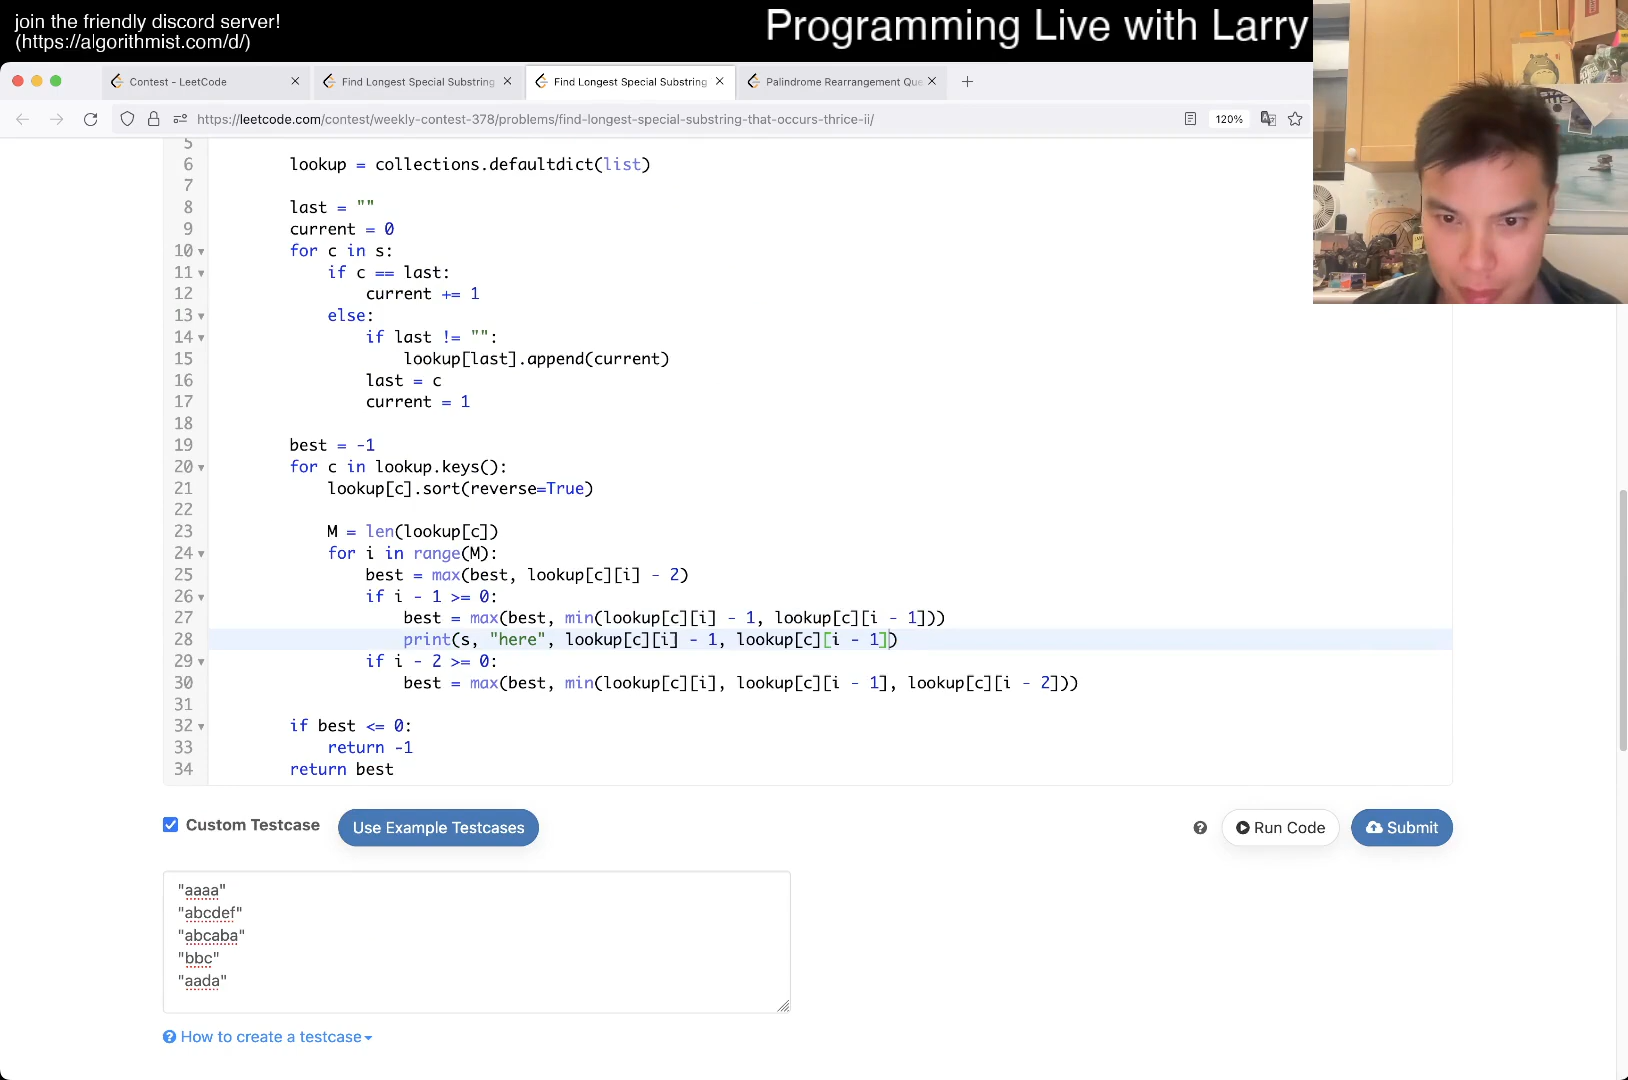 join the friendly discord server!
(https://algorithmist.com/d/)
Programming Live with Larry
Contest - LeetCode
Find Longest Special Substring
Find Longest Special Substring
Palindrome Rearrangement Que
https://leetcode.com/contest/weekly-contest-378/problems/find-longest-special-substring-that-occurs-thrice-ii/
120%
5
6 lookup = collections.defaultdict(list)
7
8 last = ""
9 current = 0
10 for c in s:
11 if c == last:
12 current += 1
13 else:
14 if last != "":
15 lookup[last].append(current)
16 last = c
17 current = 1
18
19 best = -1
20 for c in lookup.keys():
21 lookup[c].sort(reverse=True)
22
23 M = len(lookup[c])
24 for i in range(M):
25 best = max(best, lookup[c][i] - 2)
26 if i - 1 >= 0:
27 best = max(best, min(lookup[c][i] - 1, lookup[c][i - 1]))
28 print(s, "here", lookup[c][i] - 1, lookup[c][i - 1])
29 if i - 2 >= 0:
30 best = max(best, min(lookup[c][i], lookup[c][i - 1], lookup[c][i - 2]))
31
32 if best <= 0:
33 return -1
34 return best
Custom Testcase
Use Example Testcases
Run Code
Submit
"aaaa"
"abcdef"
"abcaba"
"bbc"
"aada"
How to create a testcase